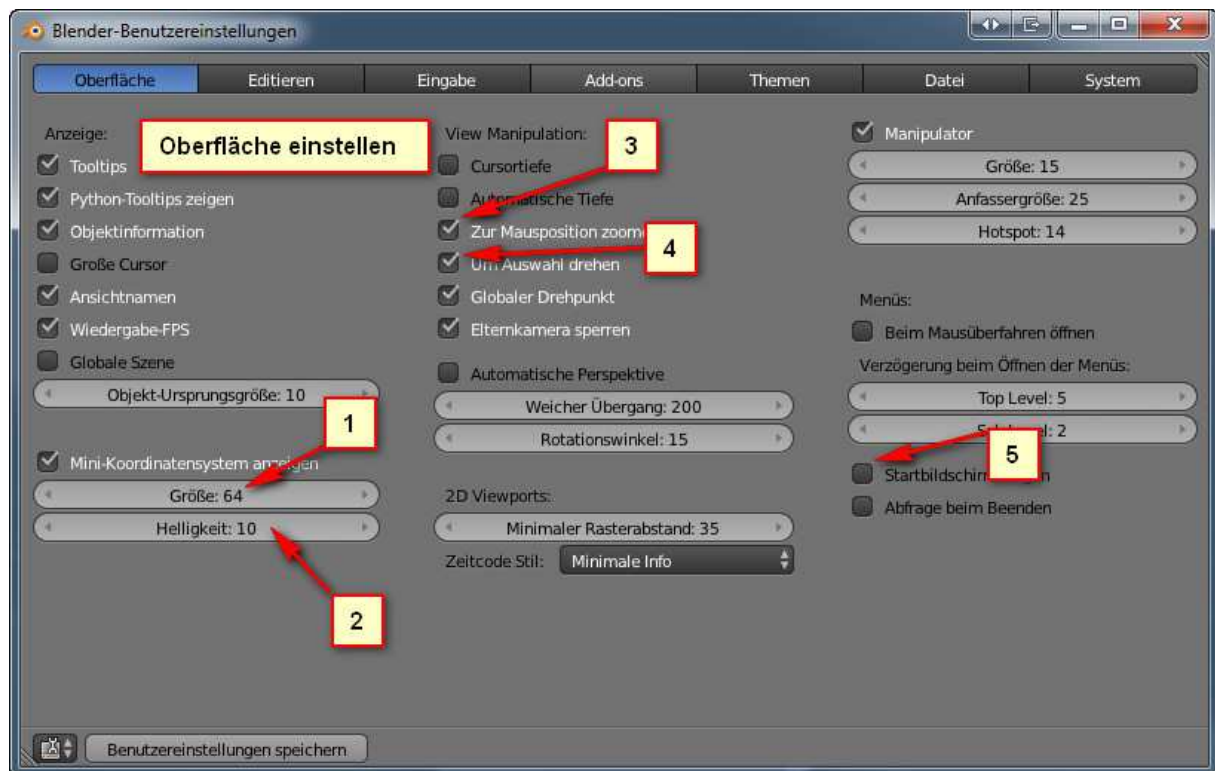 Blender-Benutzereinstellungen
Oberfläche Editieren Eingabe Add-ons Themen Datei System
Oberfläche einstellen
Anzeige:
Tooltips
Python-Tooltips zeigen
Objektinformation
Große Cursor
Ansichtnamen
Wiedergabe-FPS
Globale Szene
Objekt-Ursprungsgröße: 10
1
Mini-Koordinatensystem anzeigen
Größe: 64
Helligkeit: 10
2
View Manipulation:
3
Cursortiefe
Automatische Tiefe
Zur Mausposition zoomen
4
Um Auswahl drehen
Globaler Drehpunkt
Elternkamera sperren
Automatische Perspektive
Weicher Übergang: 200
Rotationswinkel: 15
2D Viewports:
Minimaler Rasterabstand: 35
Zeitcode Stil: Minimale Info
Manipulator
Größe: 15
Anfassergröße: 25
Hotspot: 14
Menüs:
Beim Mausüberfahren öffnen
Verzögerung beim Öffnen der Menüs:
Top Level: 5
Sub Level: 2
5
Startbildschirm
Abfrage beim Beenden
Benutzereinstellungen speichern